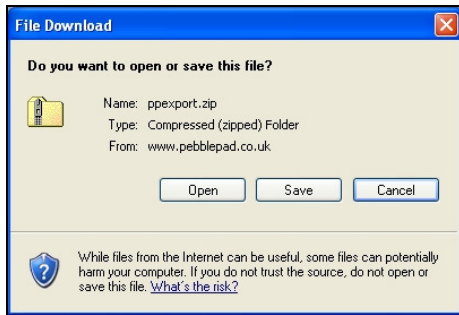 File Download
Do you want to open or save this file?
Name: ppexport.zip
Type: Compressed (zipped) Folder
From: www.pebblepad.co.uk
Open Save Cancel
While files from the Internet can be useful, some files can potentially
harm your computer. If you do not trust the source, do not open or
save this file. What's the risk?